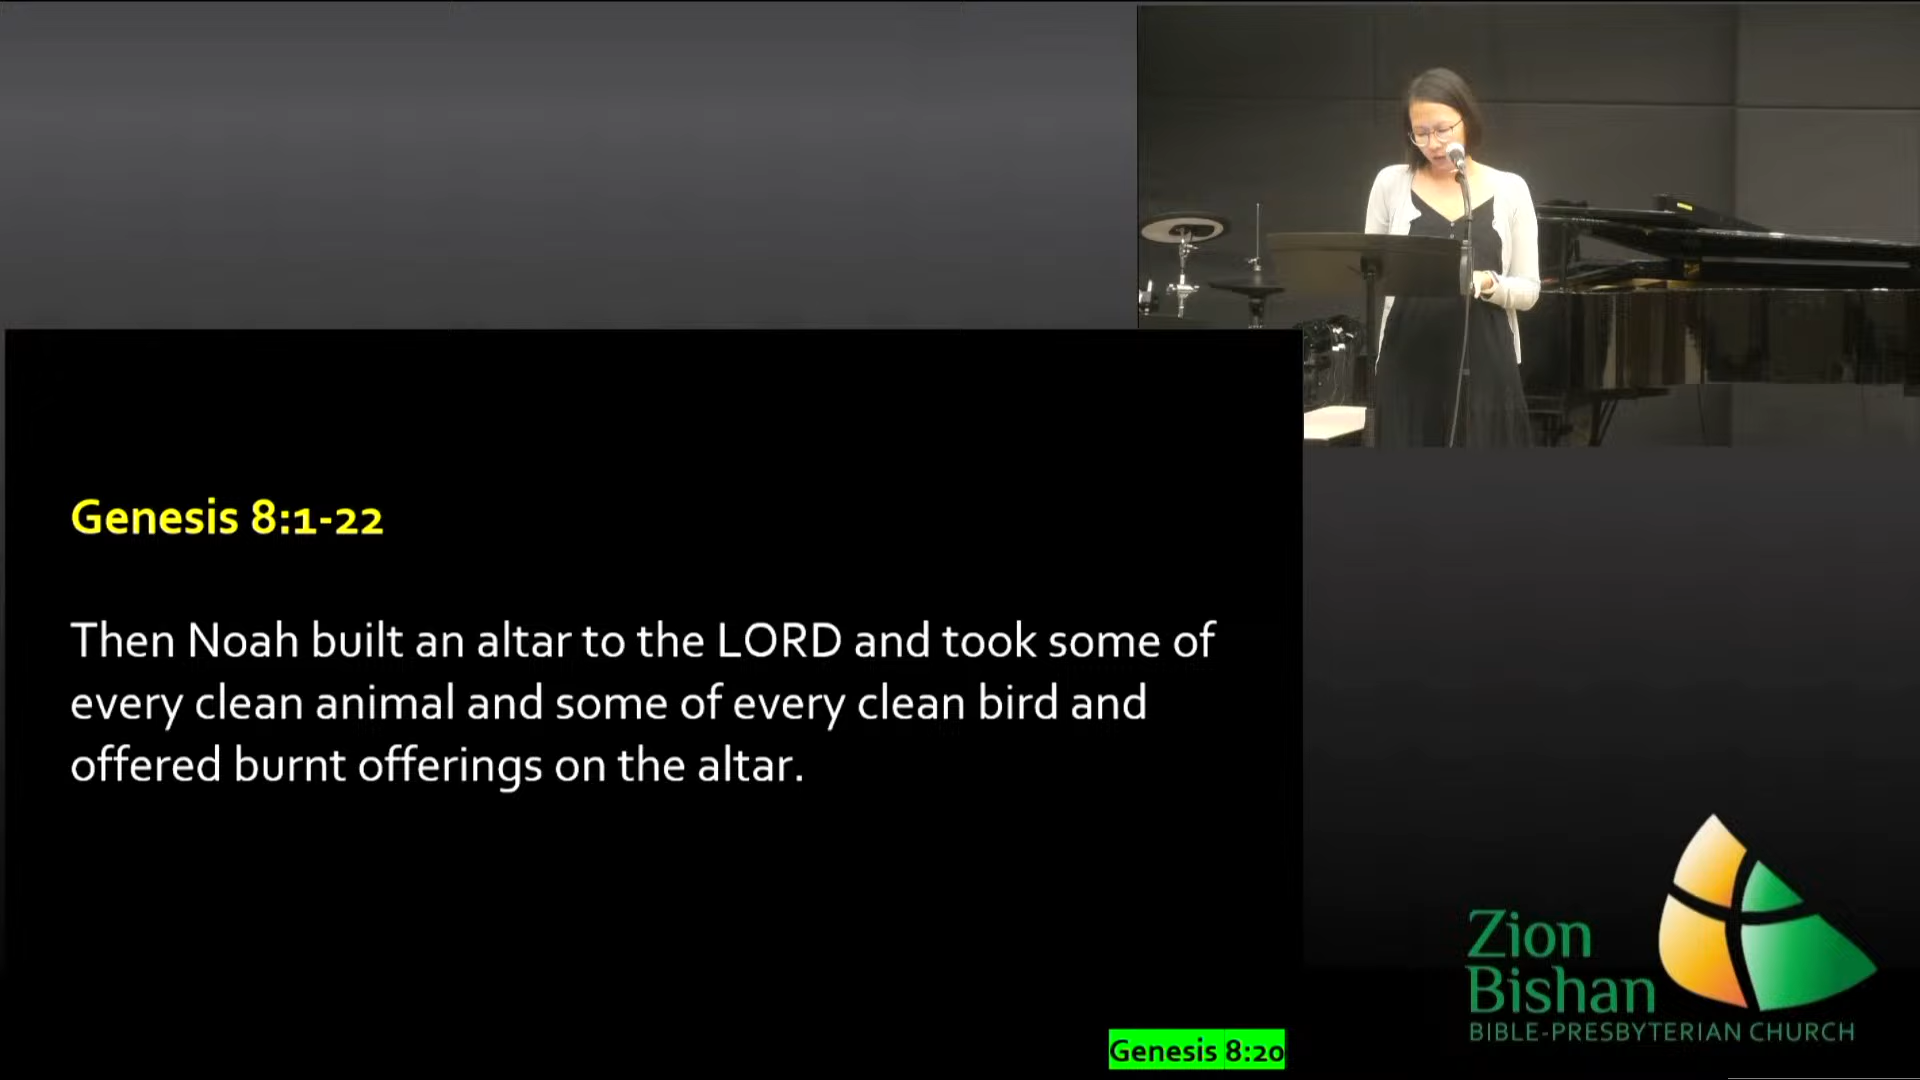 Genesis 8:1-22
Then Noah built an altar to the LORD and took some of
every clean animal and some of every clean bird and
offered burnt offerings on the altar.
Zion
Bishan
BIBLE-PRESBYTERIAN CHURCH
Genesis 8:20